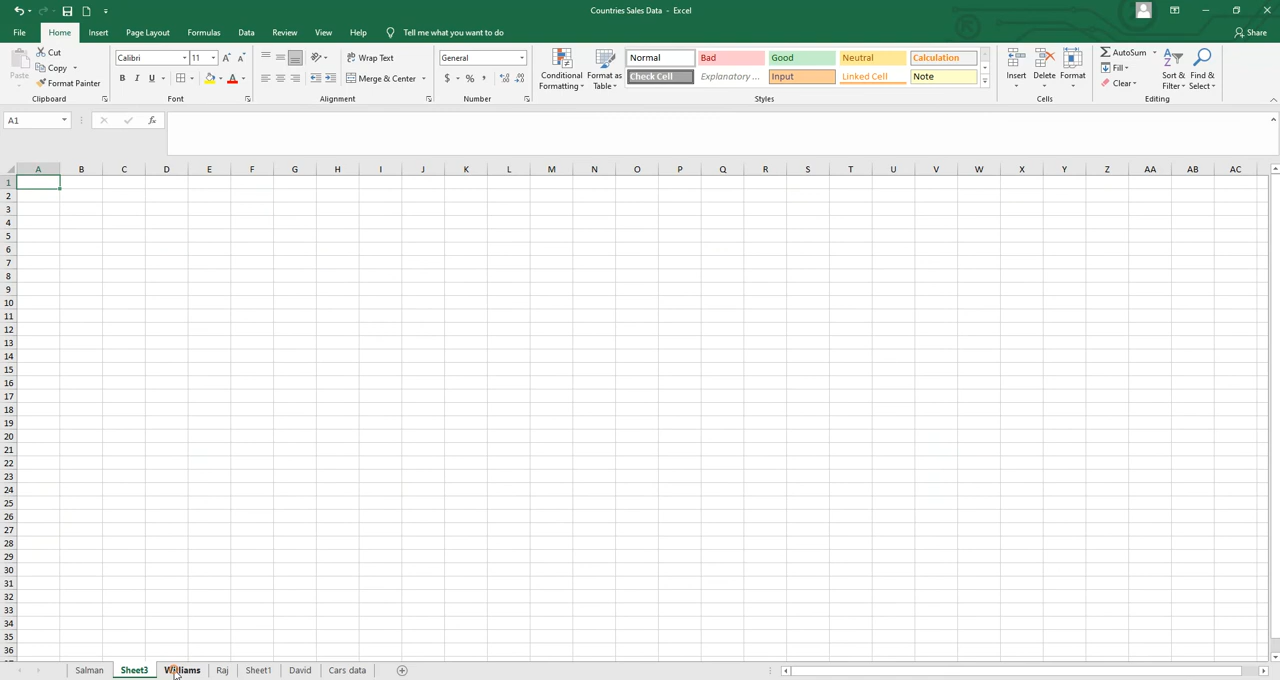 Countries Sales Data - Excel
File Home Insert Page Layout Formulas Data Review View Help Tell me what you want to do Share
Paste
Cut
Copy
Format Painter
Clipboard
Calibri 11
B I U
Font
Wrap Text
Merge & Center
Alignment
General
$ % ,
Number
Conditional Formatting
Format as Table
Normal Bad Good Neutral Calculation
Check Cell Explanatory ... Input Linked Cell Note
Styles
Insert Delete Format
Cells
AutoSum
Fill
Clear
Sort & Filter
Find & Select
Editing
A1 fx
A B C D E F G H I J K L M N O P Q R S T U V W X Y Z AA AB AC
1
2
3
4
5
6
7
8
9
10
11
12
13
14
15
16
17
18
19
20
21
22
23
24
25
26
27
28
29
30
31
32
33
34
35
36
Salman Sheet3 Williams Raj Sheet1 David Cars data